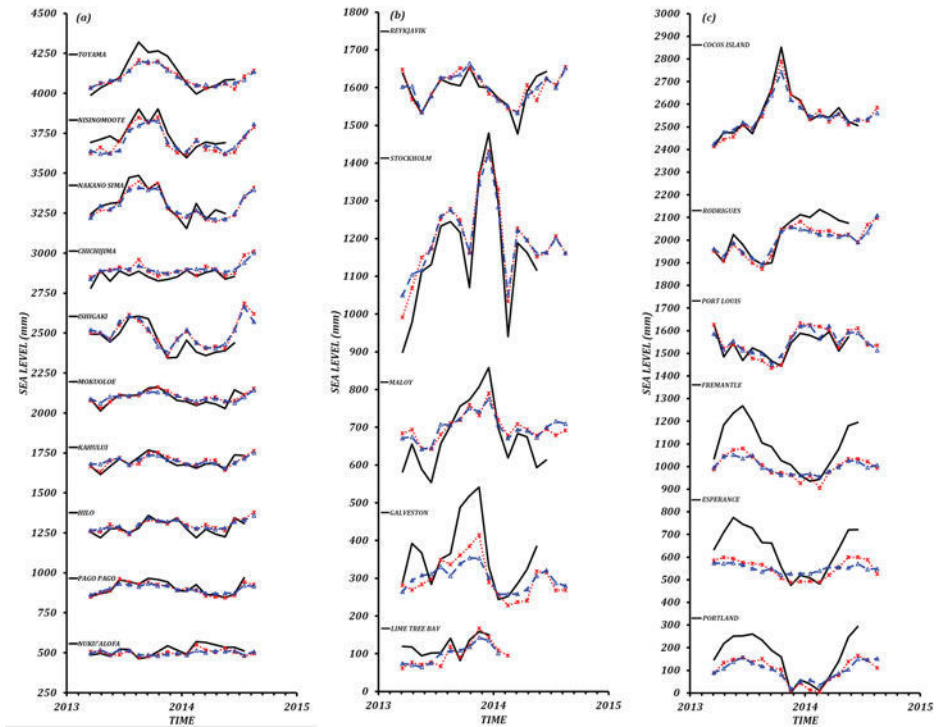 (a)
4250
TOYAMA
4000
NISINOMOOTE
3750
NAKANO SIMA
3500
3250
CHICHIJIMA
3000
2750
ISHIGAKI
2500
2250
MOKUOLOE
2000
KAHULUI
1750
1500
HILO
1250
1000
PAGO PAGO
750
NUKU'ALOFA
500
250
SEA LEVEL (mm)
2013
2014
2015
TIME
(b)
1800
REYKJAVIK
1600
STOCKHOLM
1400
1200
1000
900
MALOY
800
700
600
GALVESTON
500
400
300
200
LIME TREE BAY
100
0
SEA LEVEL (mm)
2013
2014
2015
TIME
(c)
3000
2900
COCOS ISLAND
2800
2700
2600
2500
2400
2300
2200
RODRIGUES
2100
2000
1900
1800
PORT LOUIS
1700
1600
1500
1400
FREMANTLE
1300
1200
1100
1000
900
ESPERANCE
800
700
600
500
400
PORTLAND
300
200
100
0
SEA LEVEL (mm)
2013
2014
2015
TIME